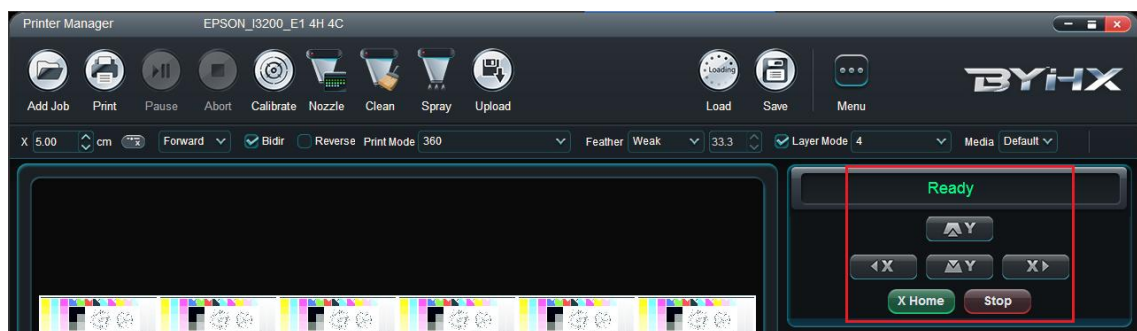 Printer Manager EPSON_I3200_E1 4H 4C
Loading
Add Job Print Pause Abort Calibrate Nozzle Clean Spray Upload Load Save Menu
BYHX
X 5.00 cm Forward Bidir Reverse Print Mode 360 Feather Weak 33.3 Layer Mode 4 Media Default
Ready
Y
X Y X
X Home Stop